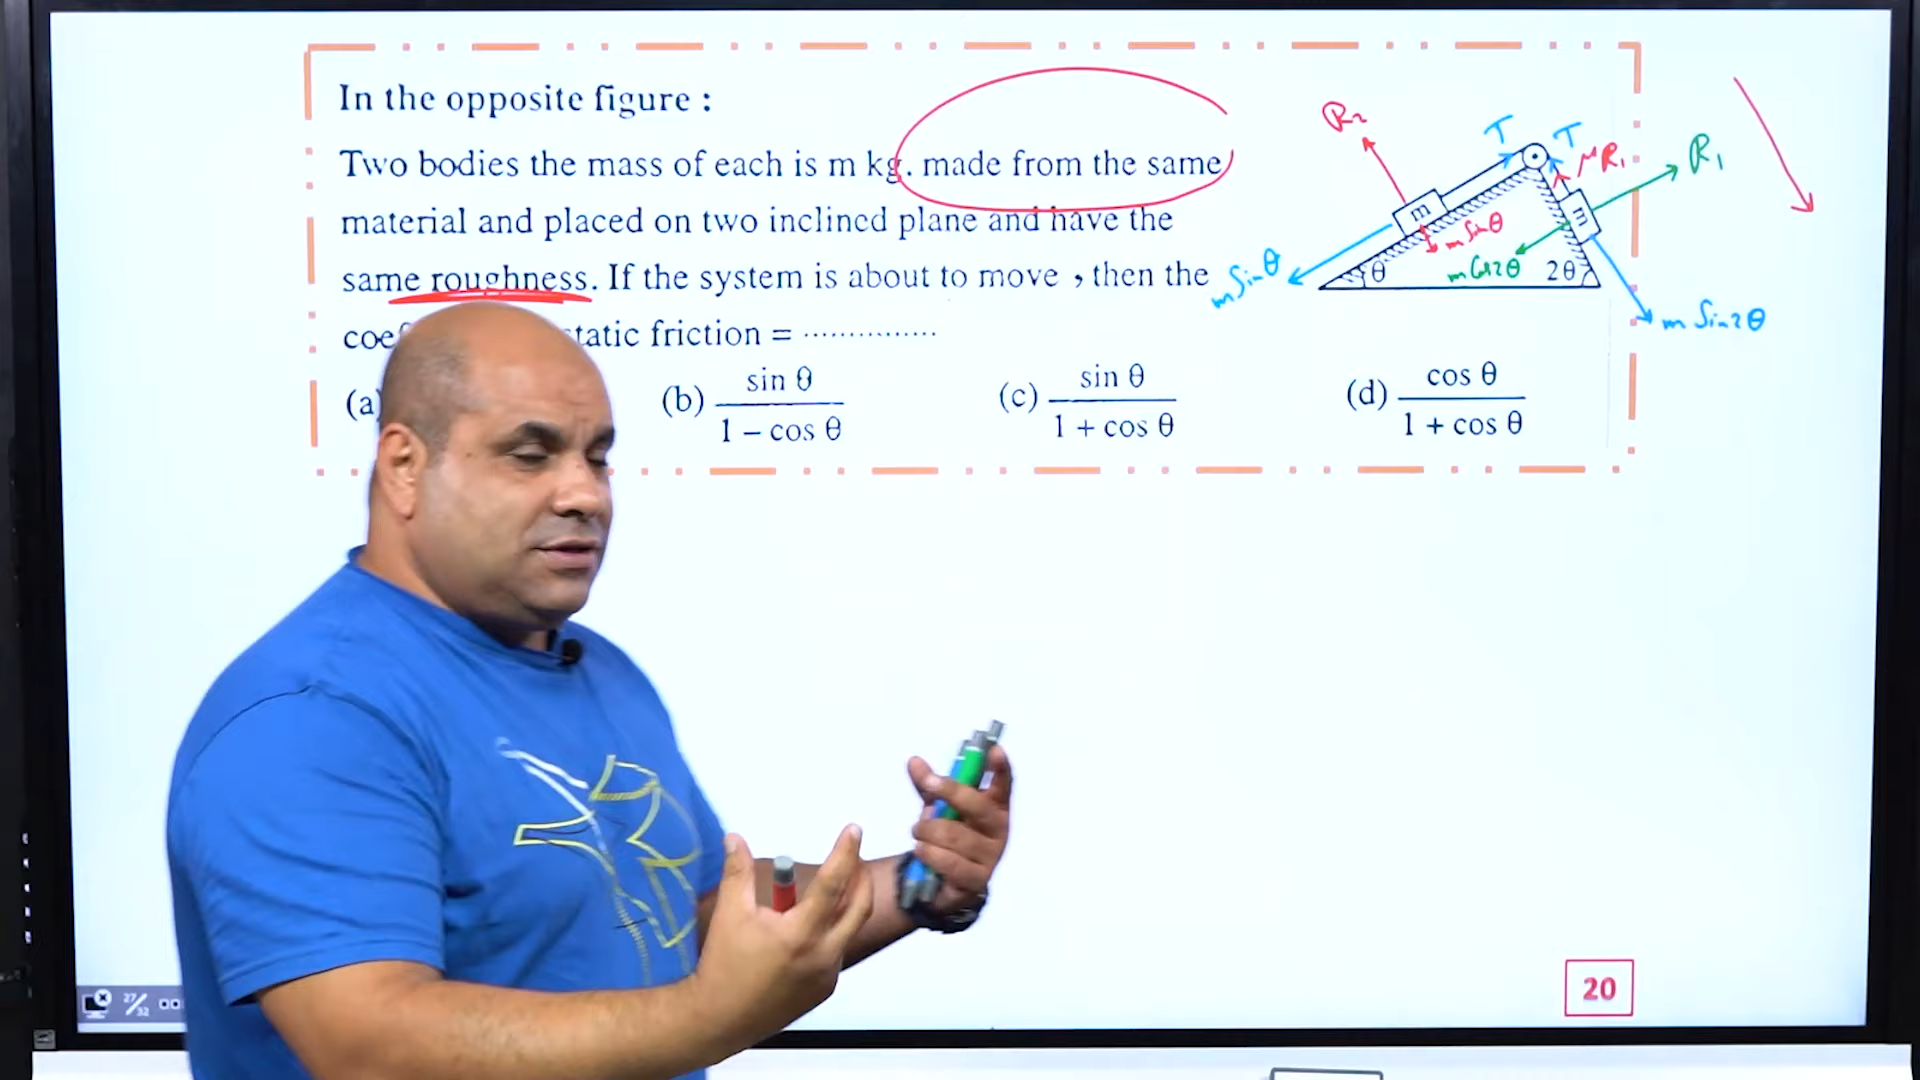 In the opposite figure :
Two bodies the mass of each is m kg. made from the same
material and placed on two inclined plane and have the
same roughness. If the system is about to move , then the
static friction = ...............
(a)
(b) sin θ / 1 – cos θ
(c) sin θ / 1 + cos θ
(d) cos θ / 1 + cos θ
R₂
T
T
μR₁
R₁
m
m
m Sin θ
m Sin θ
m Cos 2θ
θ
2θ
m Sin 2θ
20
27/32